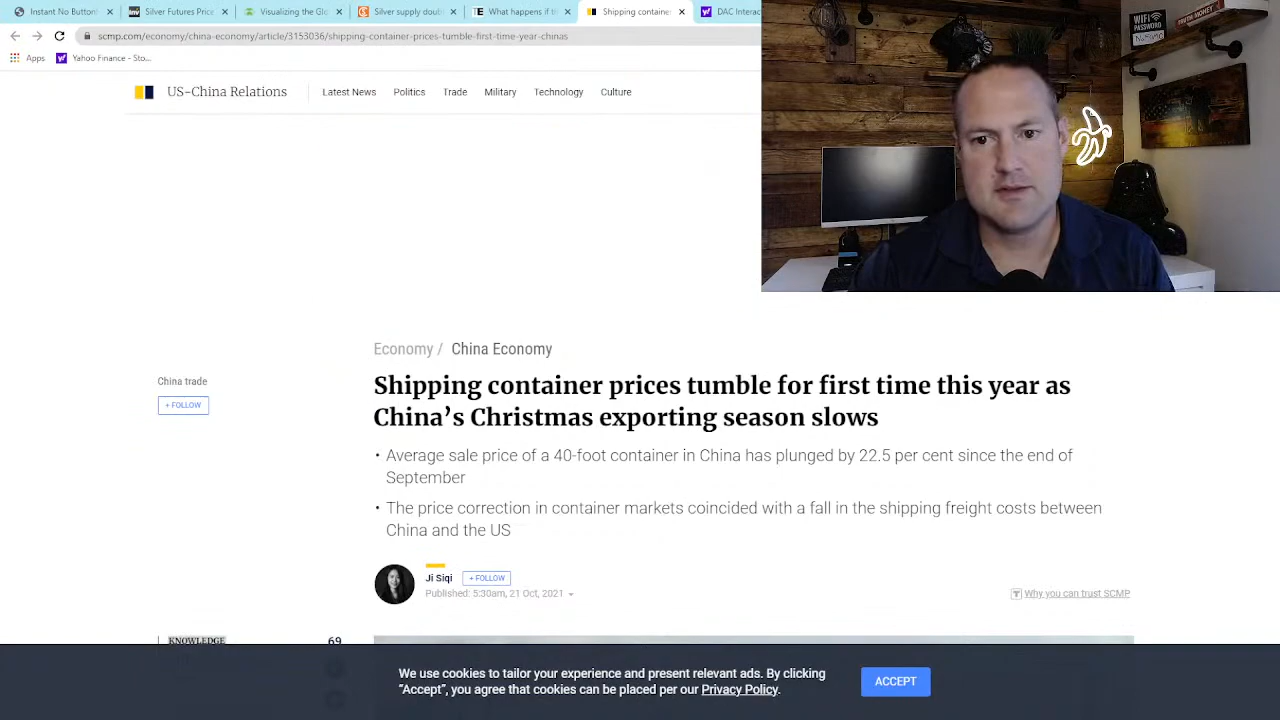 Instant No Button!
Silver Futures Price
Visualizing the Glo
Silver supply doubl
What happens if th
Shipping container
DAC Interac
scmp.com/economy/china-economy/article/3153036/shipping-container-prices-tumble-first-time-year-chinas
Apps
Yahoo Finance - Sto...
WIFI
PASSWORD
US-China Relations
Latest News
Politics
Trade
Military
Technology
Culture
Economy / China Economy
China trade
+ FOLLOW
Shipping container prices tumble for first time this year as
China’s Christmas exporting season slows
• Average sale price of a 40-foot container in China has plunged by 22.5 per cent since the end of
September
• The price correction in container markets coincided with a fall in the shipping freight costs between
China and the US
Ji Siqi
+ FOLLOW
Published: 5:30am, 21 Oct, 2021
Why you can trust SCMP
KNOWLEDGE
69
We use cookies to tailor your experience and present relevant ads. By clicking
“Accept”, you agree that cookies can be placed per our Privacy Policy.
ACCEPT